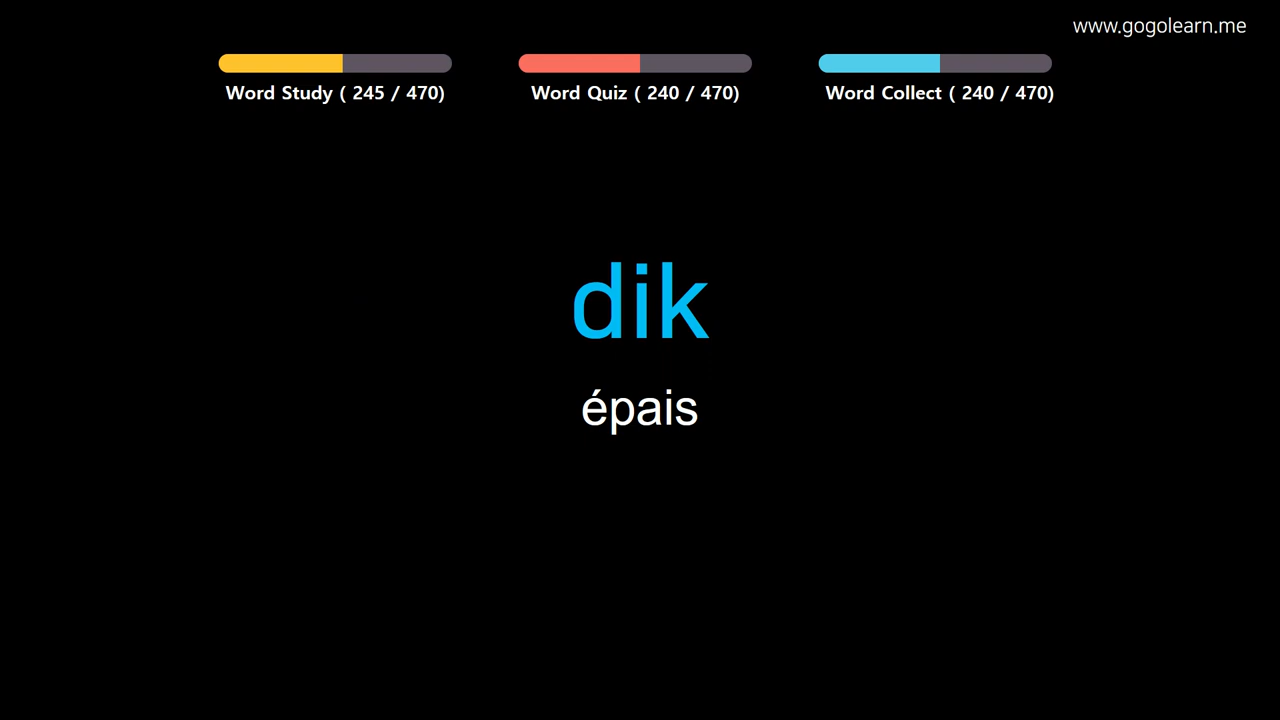 www.gogolearn.me
Word Study ( 245 / 470)
Word Quiz ( 240 / 470)
Word Collect ( 240 / 470)
dik
épais